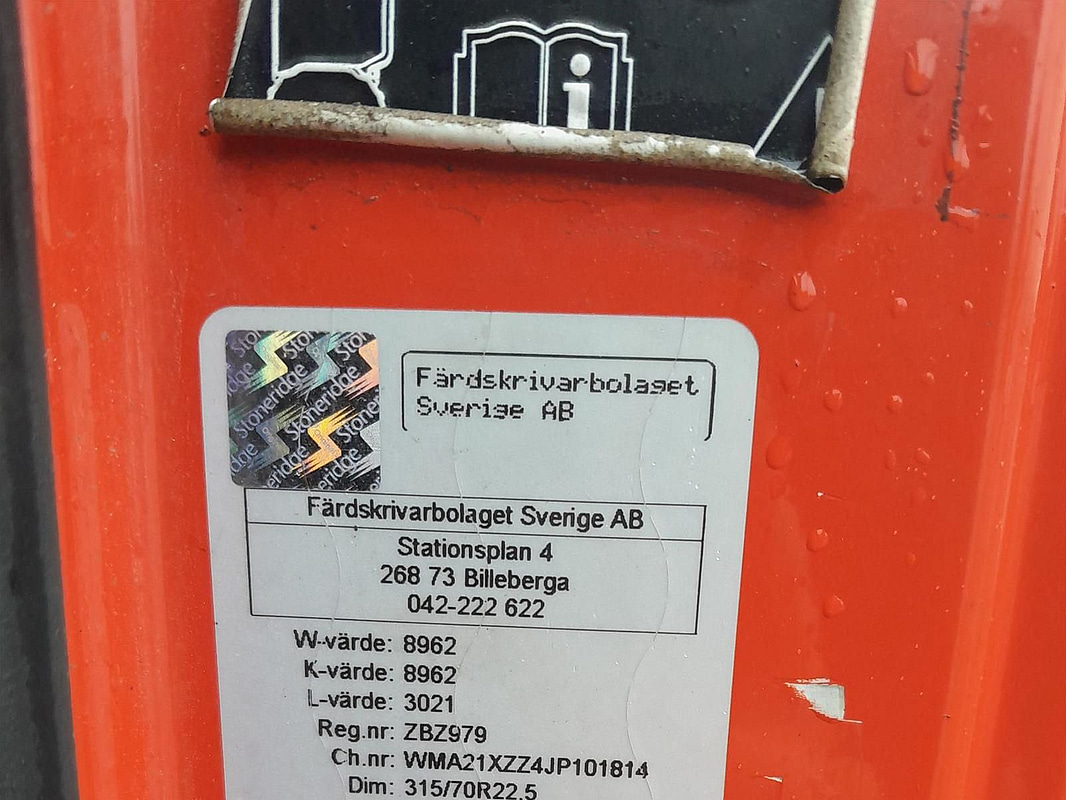 i
Stoneridge
Färdskrivarbolaget
Sverige AB
Färdskrivarbolaget Sverige AB
Stationsplan 4
268 73 Billeberga
042-222 622
W-värde: 8962
K-värde: 8962
L-värde: 3021
Reg.nr: ZBZ979
Ch.nr: WMA21XZZ4JP101814
Dim: 315/70R22.5